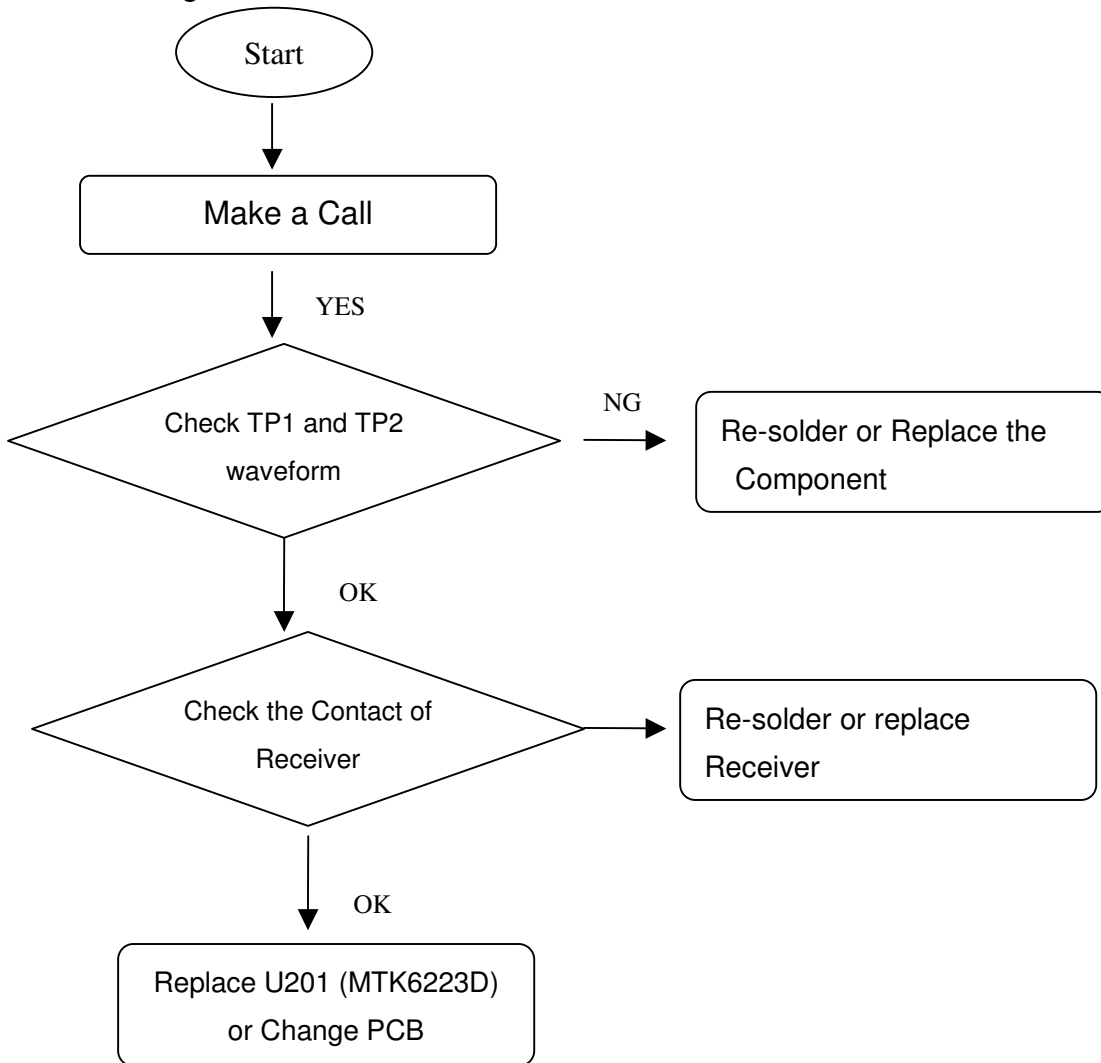 Start
Make a Call
YES
Check TP1 and TP2
waveform
NG
Re-solder or Replace the
Component
OK
Check the Contact of
Receiver
Re-solder or replace
Receiver
OK
Replace U201 (MTK6223D)
or Change PCB